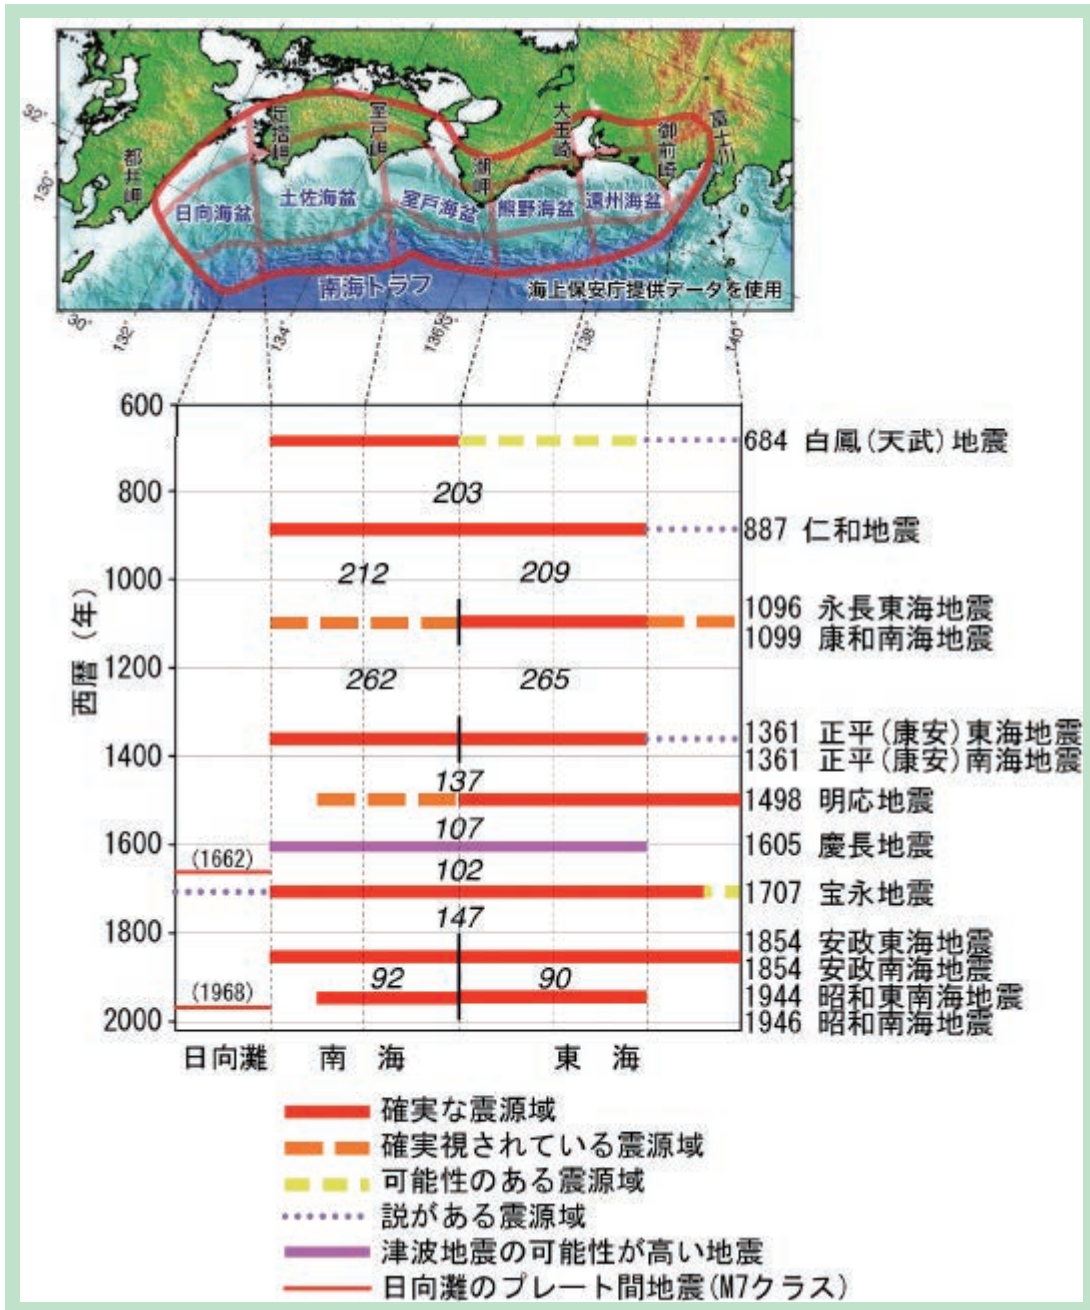 都井岬
足摺岬
室戸岬
潮岬
大王崎
御前崎
富士川
日向海盆
土佐海盆
室戸海盆
熊野海盆
遠州海盆
南海トラフ
海上保安庁提供データを使用
130°
30°
132°
134°
136°
138°
140°
西暦(年)
600
800
1000
1200
1400
1600
1800
2000
203
212
209
262
265
137
107
102
147
92
90
(1662)
(1968)
684 白鳳(天武)地震
887 仁和地震
1096 永長東海地震
1099 康和南海地震
1361 正平(康安)東海地震
1361 正平(康安)南海地震
1498 明応地震
1605 慶長地震
1707 宝永地震
1854 安政東海地震
1854 安政南海地震
1944 昭和東南海地震
1946 昭和南海地震
日向灘 南 海 東 海
確実な震源域
確実視されている震源域
可能性のある震源域
説がある震源域
津波地震の可能性が高い地震
日向灘のプレート間地震(M7クラス)